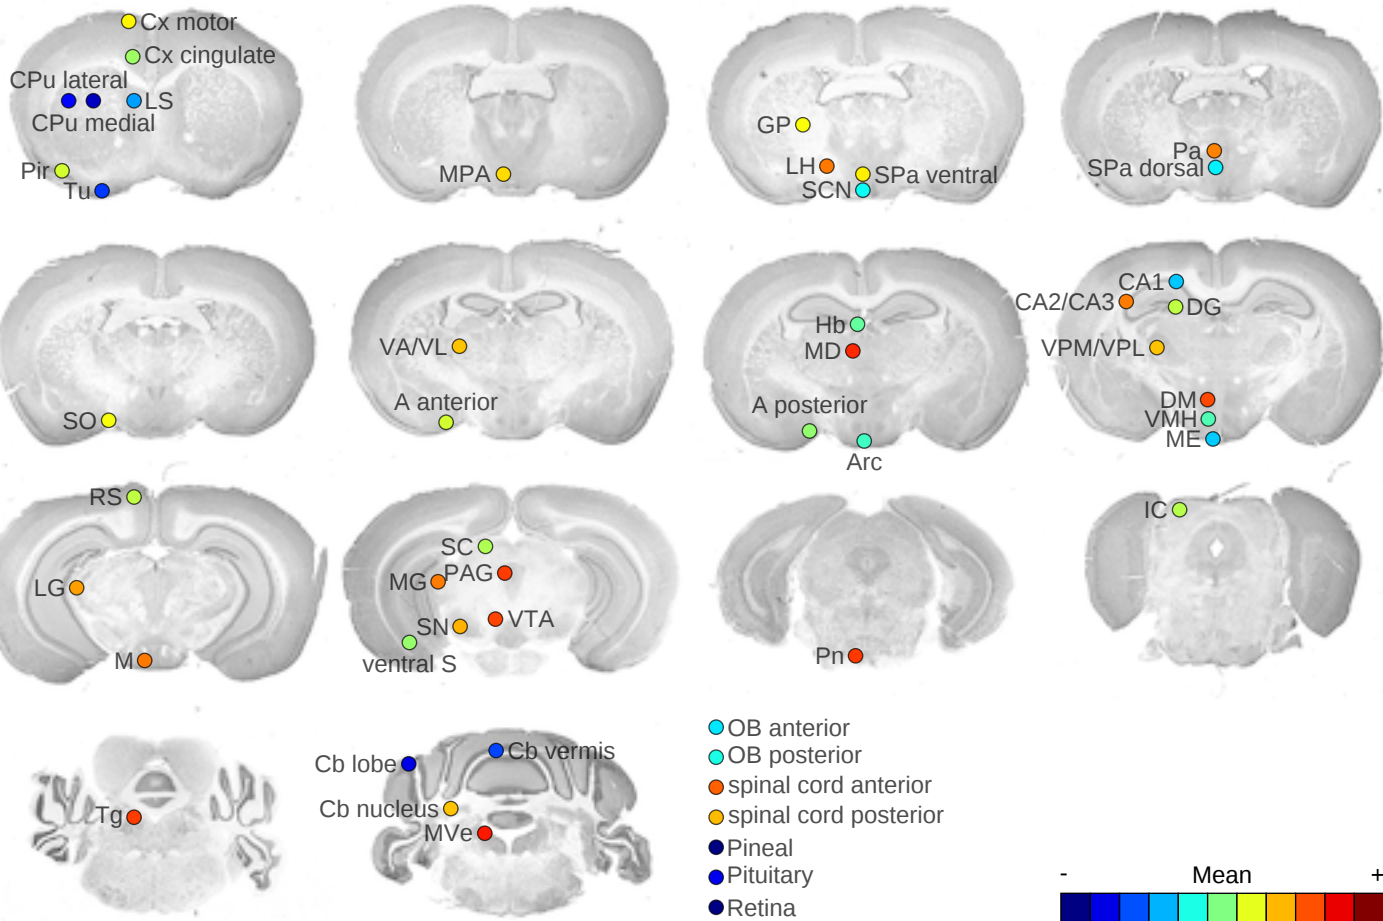 Cx motor
Cx cingulate
CPu lateral
LS
CPu medial
Pir
Tu
MPA
GP
LH
SPa ventral
SCN
Pa
SPa dorsal
SO
VA/VL
A anterior
Hb
MD
A posterior
Arc
CA1
CA2/CA3
DG
VPM/VPL
DM
VMH
ME
RS
LG
M
SC
PAG
MG
VTA
SN
ventral S
Pn
IC
Tg
Cb lobe
Cb vermis
Cb nucleus
MVe
OB anterior
OB posterior
spinal cord anterior
spinal cord posterior
Pineal
Pituitary
Retina
- Mean +